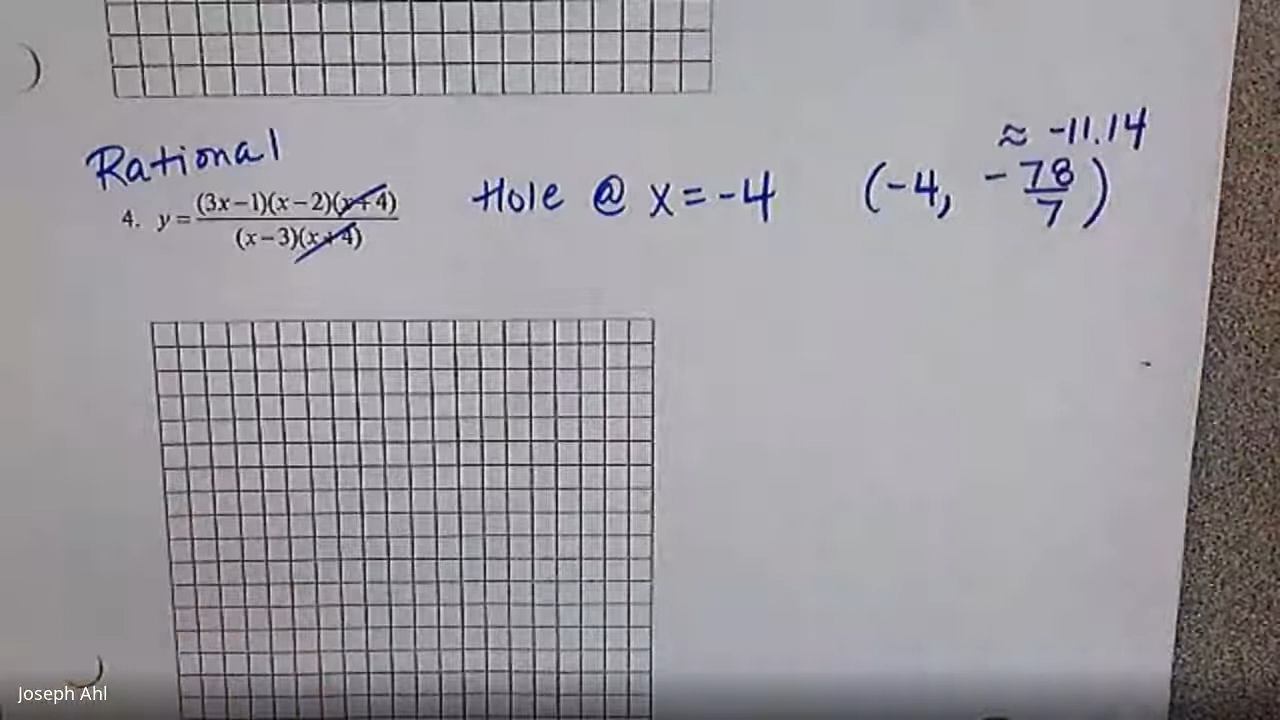 Rational
4. y = (3x−1)(x−2)(x+4) / (x−3)(x+4)
Hole @ x = -4
≈ -11.14
(-4, -78/7)
Joseph Ahl